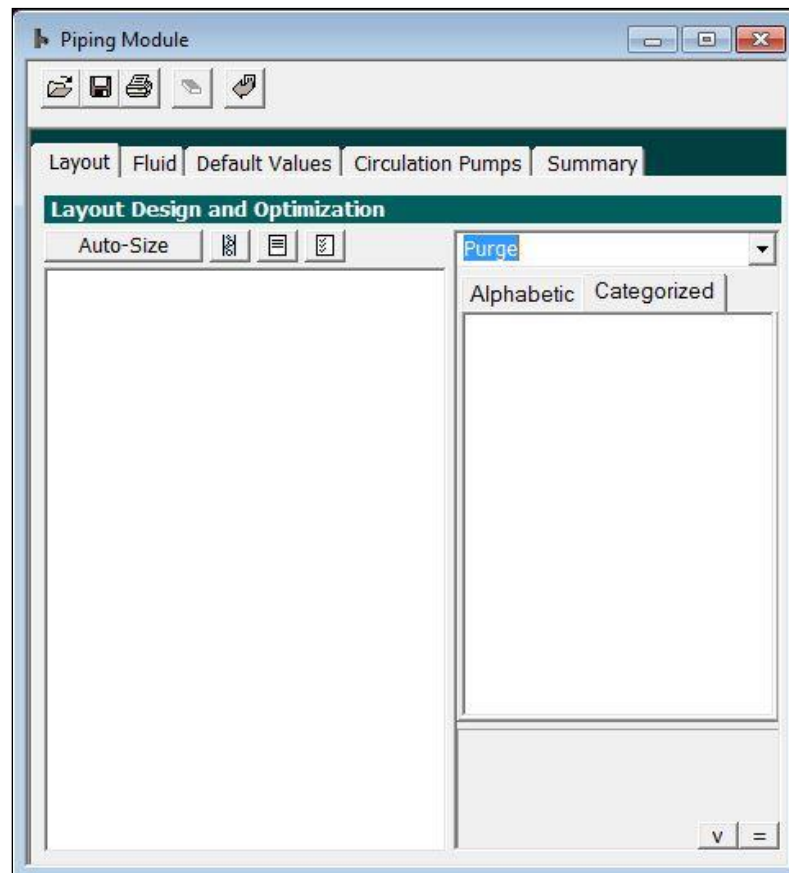 Piping Module
Layout Fluid Default Values Circulation Pumps Summary
Layout Design and Optimization
Auto-Size
Purge
Alphabetic Categorized
v =